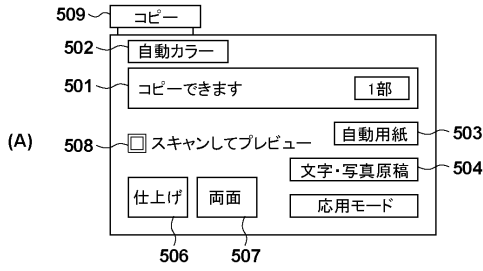 509 コピー
502 自動カラー
501 コピーできます 1部
(A) 508 スキャンしてプレビュー 自動用紙 503
文字・写真原稿 504
仕上げ 両面 応用モード
506 507